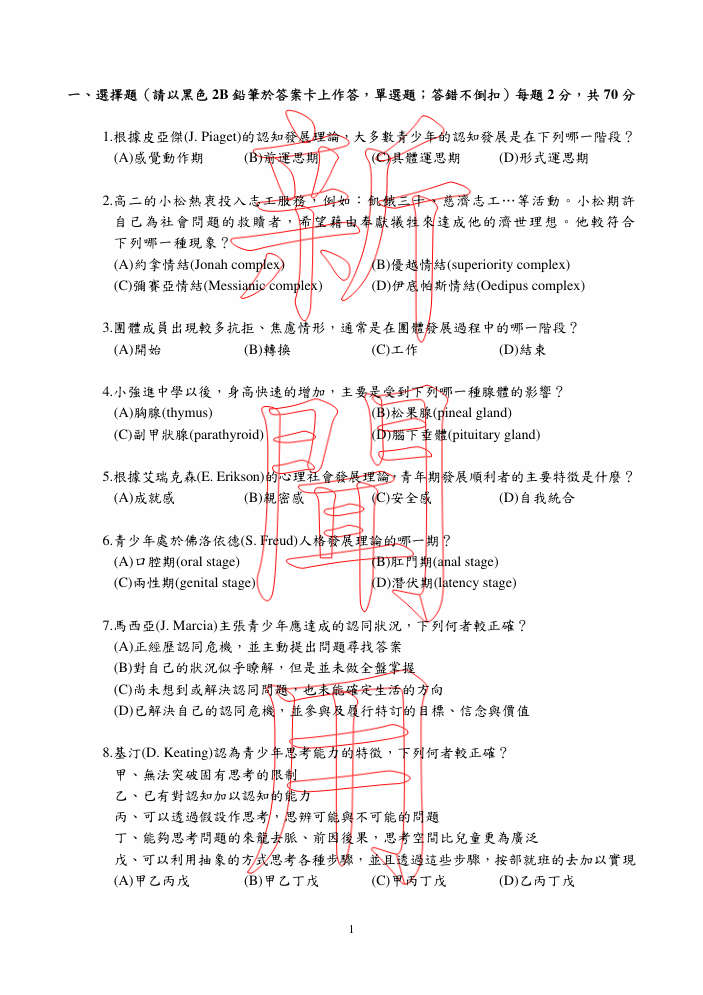 一、選擇題（請以黑色 2B 鉛筆於答案卡上作答，單選題；答錯不倒扣）每題 2 分，共 70 分
1.根據皮亞傑(J. Piaget)的認知發展理論，大多數青少年的認知發展是在下列哪一階段？
(A)感覺動作期 (B)前運思期 (C)具體運思期 (D)形式運思期
2.高二的小松熱衷投入志工服務，例如：飢餓三十、慈濟志工…等活動。小松期許
自己為社會問題的救贖者，希望藉由奉獻犧牲來達成他的濟世理想。他較符合
下列哪一種現象？
(A)約拿情結(Jonah complex) (B)優越情結(superiority complex)
(C)彌賽亞情結(Messianic complex) (D)伊底帕斯情結(Oedipus complex)
3.團體成員出現較多抗拒、焦慮情形，通常是在團體發展過程中的哪一階段？
(A)開始 (B)轉換 (C)工作 (D)結束
4.小強進中學以後，身高快速的增加，主要是受到下列哪一種腺體的影響？
(A)胸腺(thymus) (B)松果腺(pineal gland)
(C)副甲狀腺(parathyroid) (D)腦下垂體(pituitary gland)
5.根據艾瑞克森(E. Erikson)的心理社會發展理論，青年期發展順利者的主要特徵是什麼？
(A)成就感 (B)親密感 (C)安全感 (D)自我統合
6.青少年處於佛洛依德(S. Freud)人格發展理論的哪一期？
(A)口腔期(oral stage) (B)肛門期(anal stage)
(C)兩性期(genital stage) (D)潛伏期(latency stage)
7.馬西亞(J. Marcia)主張青少年應達成的認同狀況，下列何者較正確？
(A)正經歷認同危機，並主動提出問題尋找答案
(B)對自己的狀況似乎瞭解，但是並未做全盤掌握
(C)尚未想到或解決認同問題，也未能確定生活的方向
(D)已解決自己的認同危機，並參與及履行特訂的目標、信念與價值
8.基汀(D. Keating)認為青少年思考能力的特徵，下列何者較正確？
甲、無法突破固有思考的限制
乙、已有對認知加以認知的能力
丙、可以透過假設作思考，思辨可能與不可能的問題
丁、能夠思考問題的來龍去脈、前因後果，思考空間比兒童更為廣泛
戊、可以利用抽象的方式思考各種步驟，並且透過這些步驟，按部就班的去加以實現
(A)甲乙丙戊 (B)甲乙丁戊 (C)甲丙丁戊 (D)乙丙丁戊
1